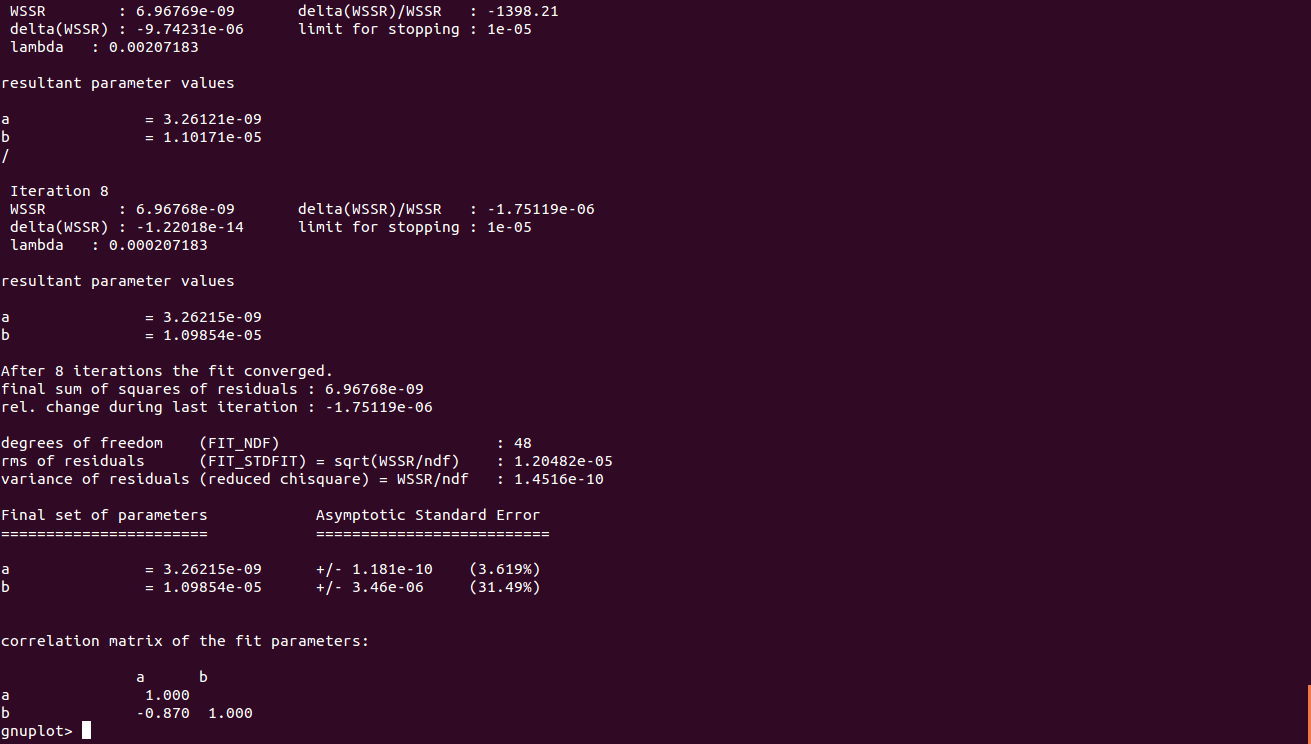 WSSR        : 6.96769e-09       delta(WSSR)/WSSR   : -1398.21
delta(WSSR) : -9.74231e-06      limit for stopping : 1e-05
lambda   : 0.00207183
resultant parameter values
a               = 3.26121e-09
b               = 1.10171e-05
/
Iteration 8
WSSR        : 6.96768e-09       delta(WSSR)/WSSR   : -1.75119e-06
delta(WSSR) : -1.22018e-14      limit for stopping : 1e-05
lambda   : 0.000207183
resultant parameter values
a               = 3.26215e-09
b               = 1.09854e-05
After 8 iterations the fit converged.
final sum of squares of residuals : 6.96768e-09
rel. change during last iteration : -1.75119e-06
degrees of freedom    (FIT_NDF)                        : 48
rms of residuals      (FIT_STDFIT) = sqrt(WSSR/ndf)    : 1.20482e-05
variance of residuals (reduced chisquare) = WSSR/ndf   : 1.4516e-10
Final set of parameters            Asymptotic Standard Error
=======================            ==========================
a               = 3.26215e-09      +/- 1.181e-10    (3.619%)
b               = 1.09854e-05      +/- 3.46e-06     (31.49%)
correlation matrix of the fit parameters:
a      b
a               1.000
b              -0.870  1.000
gnuplot>